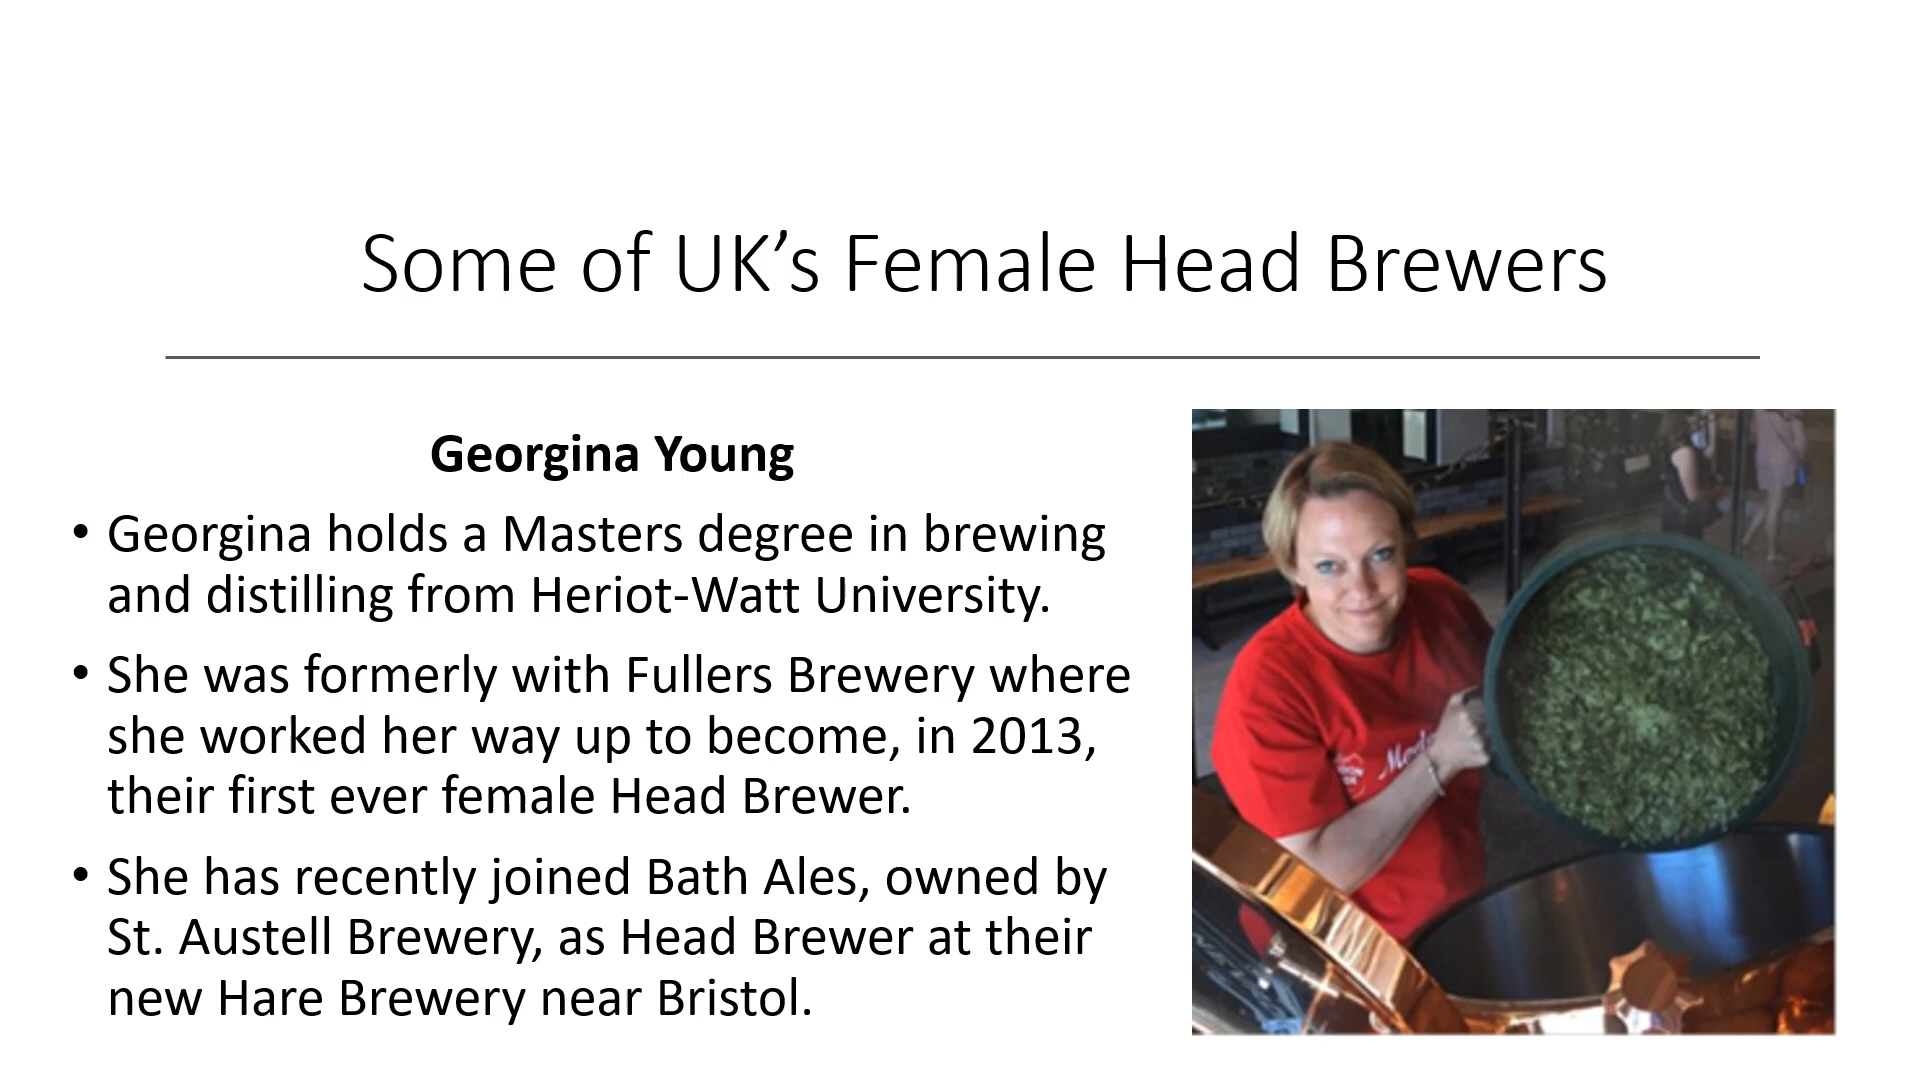 Some of UK’s Female Head Brewers
Georgina Young
• Georgina holds a Masters degree in brewing
and distilling from Heriot-Watt University.
• She was formerly with Fullers Brewery where
she worked her way up to become, in 2013,
their first ever female Head Brewer.
• She has recently joined Bath Ales, owned by
St. Austell Brewery, as Head Brewer at their
new Hare Brewery near Bristol.